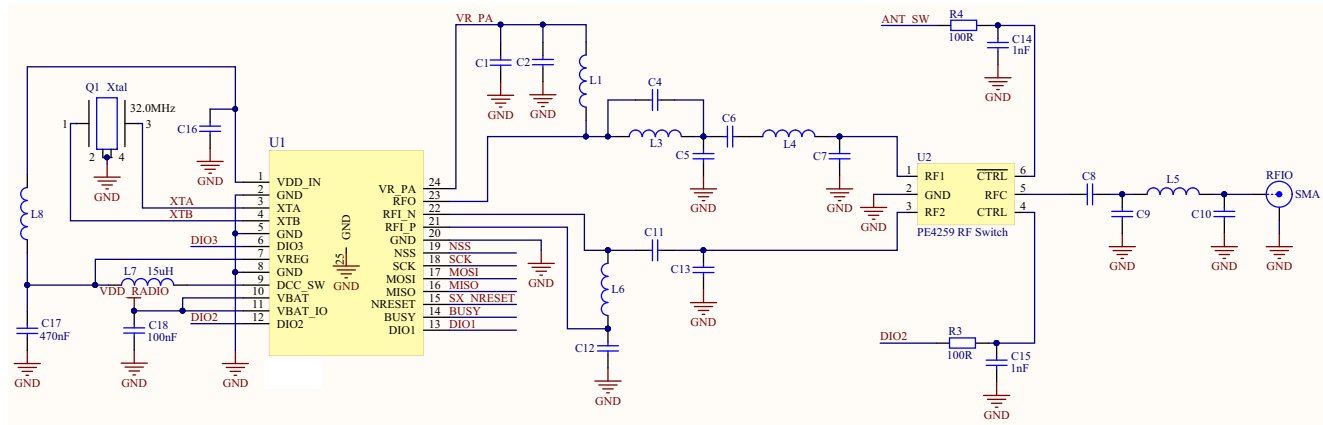 VR_PA
ANT_SW
R4
100R
C14
1nF
GND
C1
C2
L1
GND
GND
Q1 Xtal
32.0MHz
1
3
2
4
GND
C16
GND
C4
L3
C5
GND
C6
L4
C7
GND
U1
1 VDD_IN
2 GND
3 XTA
4 XTB
5 GND
6 DIO3
7 VREG
8 GND
9 DCC_SW
10 VBAT
11 VBAT_IO
12 DIO2
VR_PA 24
RFO 23
RFI_N 22
RFI_P 21
GND 20
NSS 19
SCK 18
MOSI 17
MISO 16
NRESET 15
BUSY 14
DIO1 13
GND
25
GND
XTA
XTB
DIO3
DIO2
NSS
SCK
MOSI
MISO
SX_NRESET
BUSY
DIO1
GND
L8
L7 15uH
VDD_RADIO
C17
470nF
GND
C18
100nF
GND
GND
C11
L6
C13
GND
C12
GND
U2
1 RF1
2 GND
3 RF2
CTRL 6
RFC 5
CTRL 4
PE4259 RF Switch
GND
C8
C9
GND
L5
C10
GND
RFIO
SMA
GND
DIO2
R3
100R
C15
1nF
GND